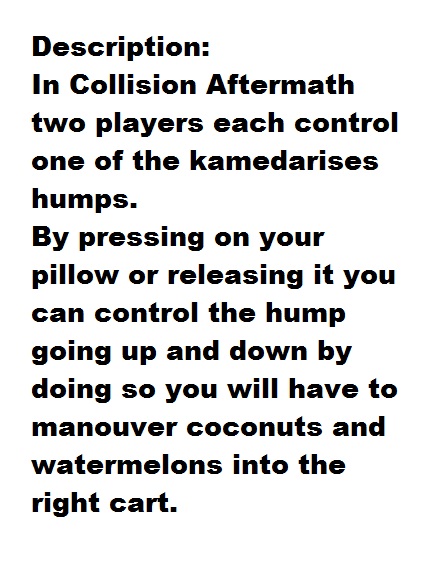 Description:
In Collision Aftermath
two players each control
one of the kamedarises
humps.
By pressing on your
pillow or releasing it you
can control the hump
going up and down by
doing so you will have to
manouver coconuts and
watermelons into the
right cart.